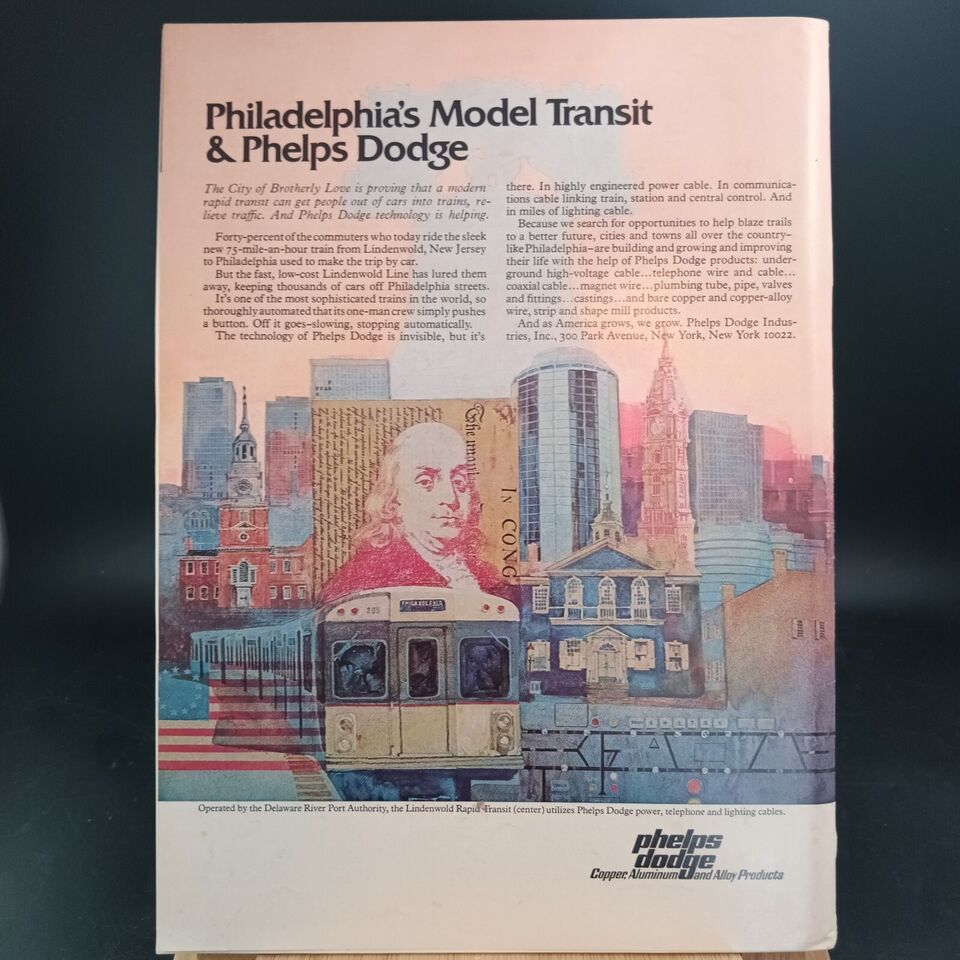 Philadelphia's Model Transit
& Phelps Dodge
The City of Brotherly Love is proving that a modern
rapid transit can get people out of cars into trains, re-
lieve traffic. And Phelps Dodge technology is helping.
Forty-percent of the commuters who today ride the sleek
new 75-mile-an-hour train from Lindenwold, New Jersey
to Philadelphia used to make the trip by car.
But the fast, low-cost Lindenwold Line has lured them
away, keeping thousands of cars off Philadelphia streets.
It's one of the most sophisticated trains in the world, so
thoroughly automated that its one-man crew simply pushes
a button. Off it goes–slowing, stopping automatically.
The technology of Phelps Dodge is invisible, but it's
there. In highly engineered power cable. In communica-
tions cable linking train, station and central control. And
in miles of lighting cable.
Because we search for opportunities to help blaze trails
to a better future, cities and towns all over the country–
like Philadelphia–are building and growing and improving
their life with the help of Phelps Dodge products: under-
ground high-voltage cable...telephone wire and cable...
coaxial cable...magnet wire...plumbing tube, pipe, valves
and fittings...castings...and bare copper and copper-alloy
wire, strip and shape mill products.
And as America grows, we grow. Phelps Dodge Indus-
tries, Inc., 300 Park Avenue, New York, New York 10022.
The unani
IN CONG
205
PHILADELPHIA
Operated by the Delaware River Port Authority, the Lindenwold Rapid Transit (center) utilizes Phelps Dodge power, telephone and lighting cables.
phelps
dodge
Copper, Aluminum and Alloy Products